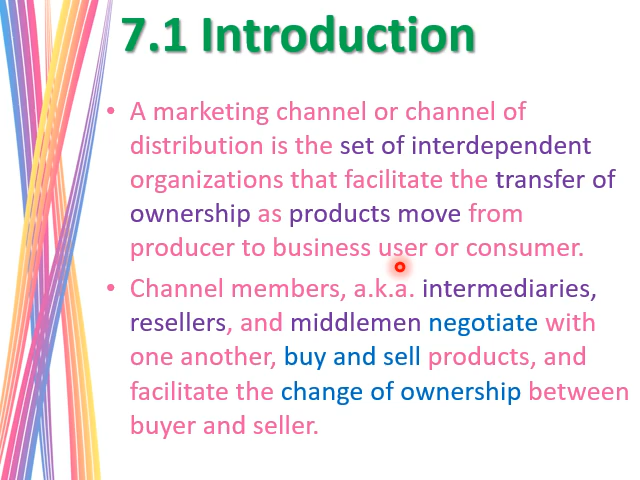 7.1 Introduction
• A marketing channel or channel of
distribution is the set of interdependent
organizations that facilitate the transfer of
ownership as products move from
producer to business user or consumer.
• Channel members, a.k.a. intermediaries,
resellers, and middlemen negotiate with
one another, buy and sell products, and
facilitate the change of ownership between
buyer and seller.